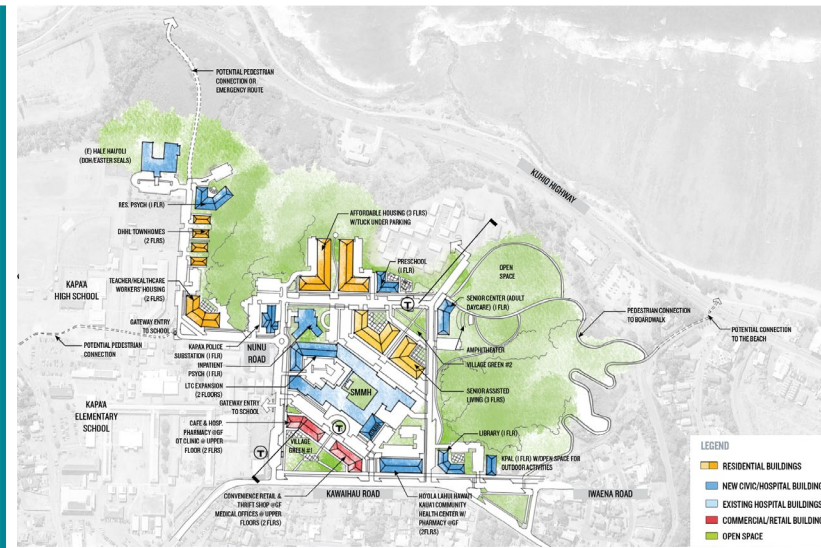 POTENTIAL PEDESTRIAN
CONNECTION OR
EMERGENCY ROUTE
(E) HALE HAU'OLI
(DOH/EASTER SEALS)
KUHIO HIGHWAY
RES. PSYCH (1 FLR)
AFFORDABLE HOUSING (3 FLRS)
W/TUCK UNDER PARKING
DHHL TOWNHOMES
(2 FLRS)
PRESCHOOL
(1 FLR)
OPEN
SPACE
KAPA'A
HIGH SCHOOL
TEACHER/HEALTHCARE
WORKERS' HOUSING
(2 FLRS)
SENIOR CENTER (ADULT
DAYCARE) (1 FLR)
T
PEDESTRIAN CONNECTION
TO BOARDWALK
GATEWAY ENTRY
TO SCHOOL
POTENTIAL CONNECTION
TO THE BEACH
POTENTIAL PEDESTRIAN
CONNECTION
KAPA'A POLICE
SUBSTATION (1 FLR)
NUNU
ROAD
AMPHITHEATER
INPATIENT
PSYCH (1 FLR)
VILLAGE GREEN #2
LTC EXPANSION
(2 FLOORS)
SMMH
SENIOR ASSISTED
LIVING (3 FLRS)
KAPA'A
ELEMENTARY
SCHOOL
GATEWAY ENTRY
TO SCHOOL
CAFE & HOSP.
PHARMACY @GF
OT CLINIC @ UPPER
FLOOR (2 FLRS)
T
T
VILLAGE
GREEN #1
LIBRARY (1 FLR)
KPAL (1 FLR) W/OPEN SPACE FOR
OUTDOOR ACTIVITIES
CONVENIENCE RETAIL &
THRIFT SHOP @GF
MEDICAL OFFICES @ UPPER
FLOORS (2 FLRS)
KAWAIHAU ROAD
HO'OLA LAHUI HAWAI'I
KAUA'I COMMUNITY
HEALTH CENTER W/
PHARMACY @GF
(2FLRS)
IWAENA ROAD
LEGEND
RESIDENTIAL BUILDINGS
NEW CIVIC/HOSPITAL BUILDING
EXISTING HOSPITAL BUILDINGS
COMMERCIAL/RETAIL BUILDING
OPEN SPACE